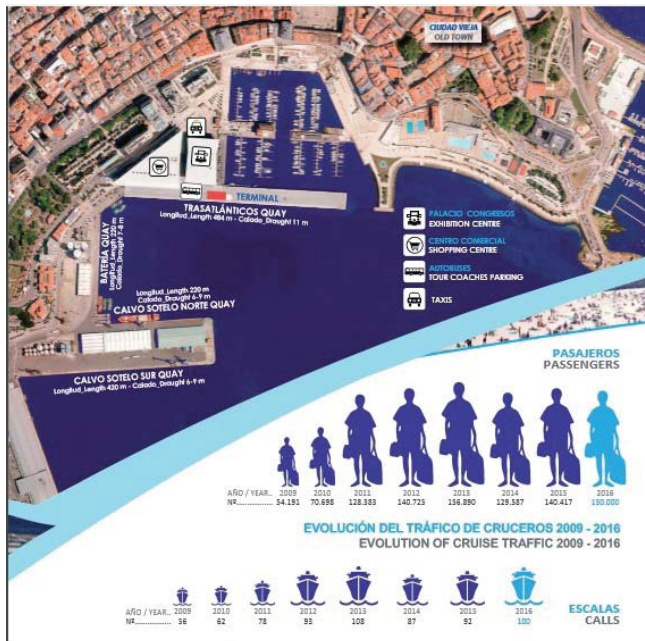 CIUDAD VIEJA
OLD TOWN
TERMINAL
TRASATLÁNTICOS QUAY
Longitud_Length 484 m - Calado_Draught 11 m
PALACIO CONGRESOS
EXHIBITION CENTRE
CENTRO COMERCIAL
SHOPPING CENTRE
AUTOBUSES
TOUR COACHES PARKING
TAXIS
BATERÍA QUAY
Longitud_Length 220 m
Calado_Draught 7-8 m
Longitud_Length 220 m
Calado_Draught 6-9 m
CALVO SOTELO NORTE QUAY
CALVO SOTELO SUR QUAY
Longitud_Length 420 m - Calado_Draught 6-9 m
PASAJEROS
PASSENGERS
AÑO / YEAR.. 2009 2010 2011 2012 2013 2014 2015 2016
Nº................. 54.191 70.698 128.383 140.725 156.890 129.587 140.417 130.000
EVOLUCIÓN DEL TRÁFICO DE CRUCEROS 2009 - 2016
EVOLUTION OF CRUISE TRAFFIC 2009 - 2016
AÑO / YEAR.. 2009 2010 2011 2012 2013 2014 2015 2016
Nº................. 56 62 78 93 108 87 92 100
ESCALAS
CALLS